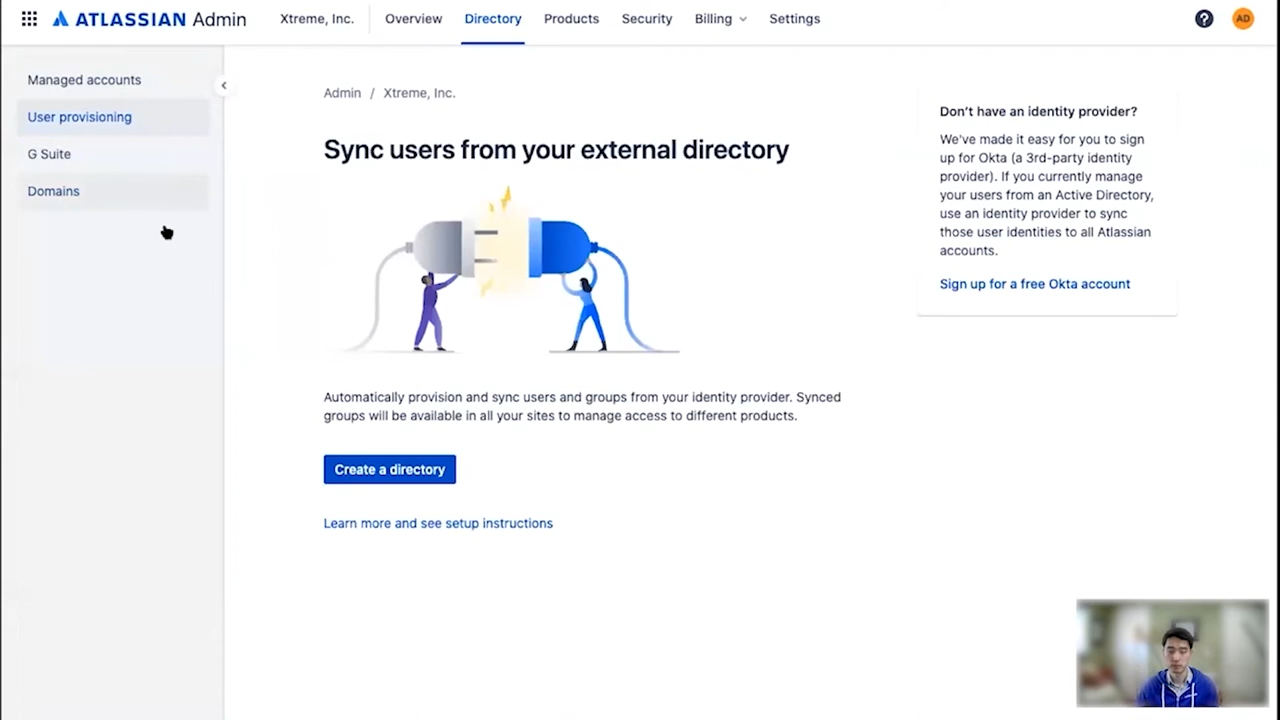 ATLASSIAN Admin
Xtreme, Inc.
Overview
Directory
Products
Security
Billing
Settings
AD
Managed accounts
User provisioning
G Suite
Domains
Admin / Xtreme, Inc.
Sync users from your external directory
Automatically provision and sync users and groups from your identity provider. Synced
groups will be available in all your sites to manage access to different products.
Create a directory
Learn more and see setup instructions
Don't have an identity provider?
We've made it easy for you to sign
up for Okta (a 3rd-party identity
provider). If you currently manage
your users from an Active Directory,
use an identity provider to sync
those user identities to all Atlassian
accounts.
Sign up for a free Okta account